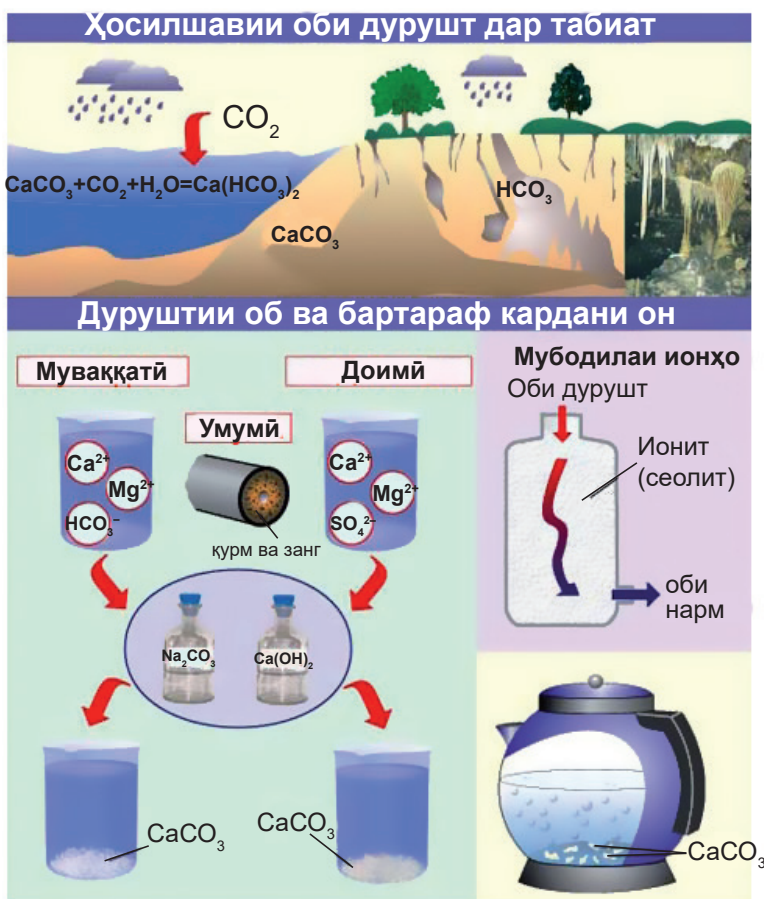 Ҳосилшавии оби дурушт дар табиат
CO₂
CaCO₃+CO₂+H₂O=Ca(HCO₃)₂
HCO₃
CaCO₃
Дуруштии об ва бартараф кардани он
Муваққатӣ
Доимӣ
Умумӣ
Ca²⁺
Mg²⁺
HCO₃⁻
Ca²⁺
Mg²⁺
SO₄²⁻
қурм ва занг
Na₂CO₃
Ca(OH)₂
CaCO₃
CaCO₃
Мубодилаи ионҳо
Оби дурушт
Ионит
(сеолит)
оби
нарм
CaCO₃